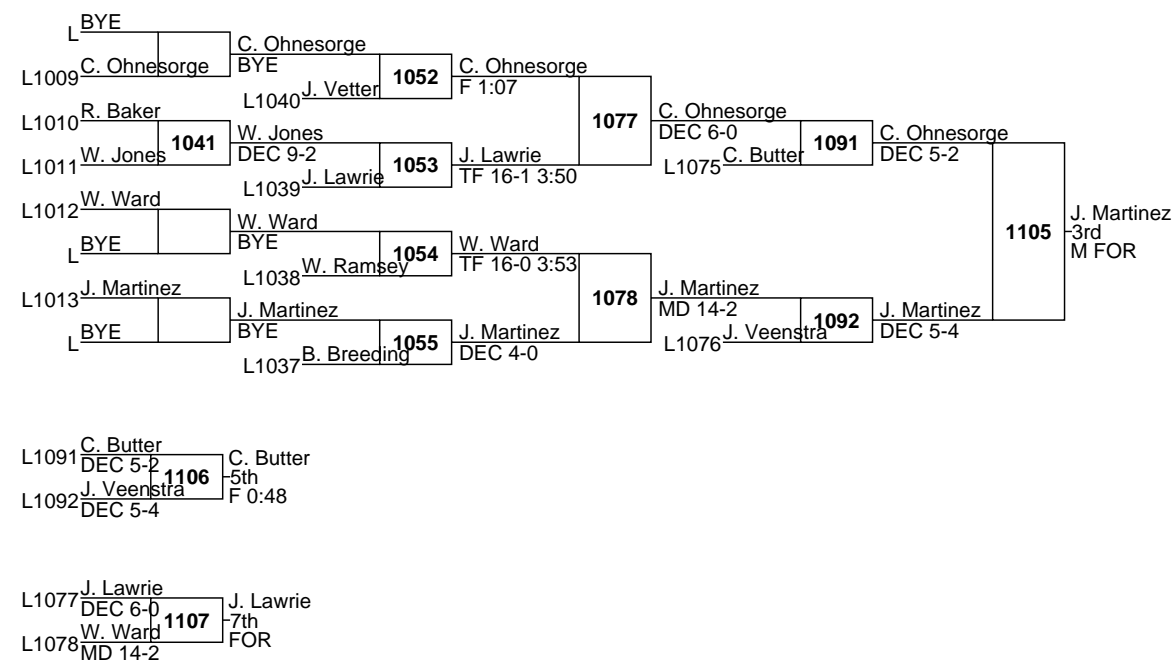 BYE
L
C. Ohnesorge
L1009
C. Ohnesorge
BYE
J. Vetter
L1040
1052
C. Ohnesorge
F 1:07
R. Baker
L1010
1041
W. Jones
L1011
W. Jones
DEC 9-2
J. Lawrie
L1039
1053
J. Lawrie
TF 16-1 3:50
1077
C. Ohnesorge
DEC 6-0
C. Butter
L1075
1091
C. Ohnesorge
DEC 5-2
W. Ward
L1012
BYE
L
W. Ward
BYE
W. Ramsey
L1038
1054
W. Ward
TF 16-0 3:53
J. Martinez
L1013
BYE
L
J. Martinez
BYE
B. Breeding
L1037
1055
J. Martinez
DEC 4-0
1078
J. Martinez
MD 14-2
J. Veenstra
L1076
1092
J. Martinez
DEC 5-4
1105
J. Martinez
3rd
M FOR
C. Butter
L1091
DEC 5-2
1106
J. Veenstra
L1092
DEC 5-4
C. Butter
5th
F 0:48
J. Lawrie
L1077
DEC 6-0
1107
W. Ward
L1078
MD 14-2
J. Lawrie
7th
FOR